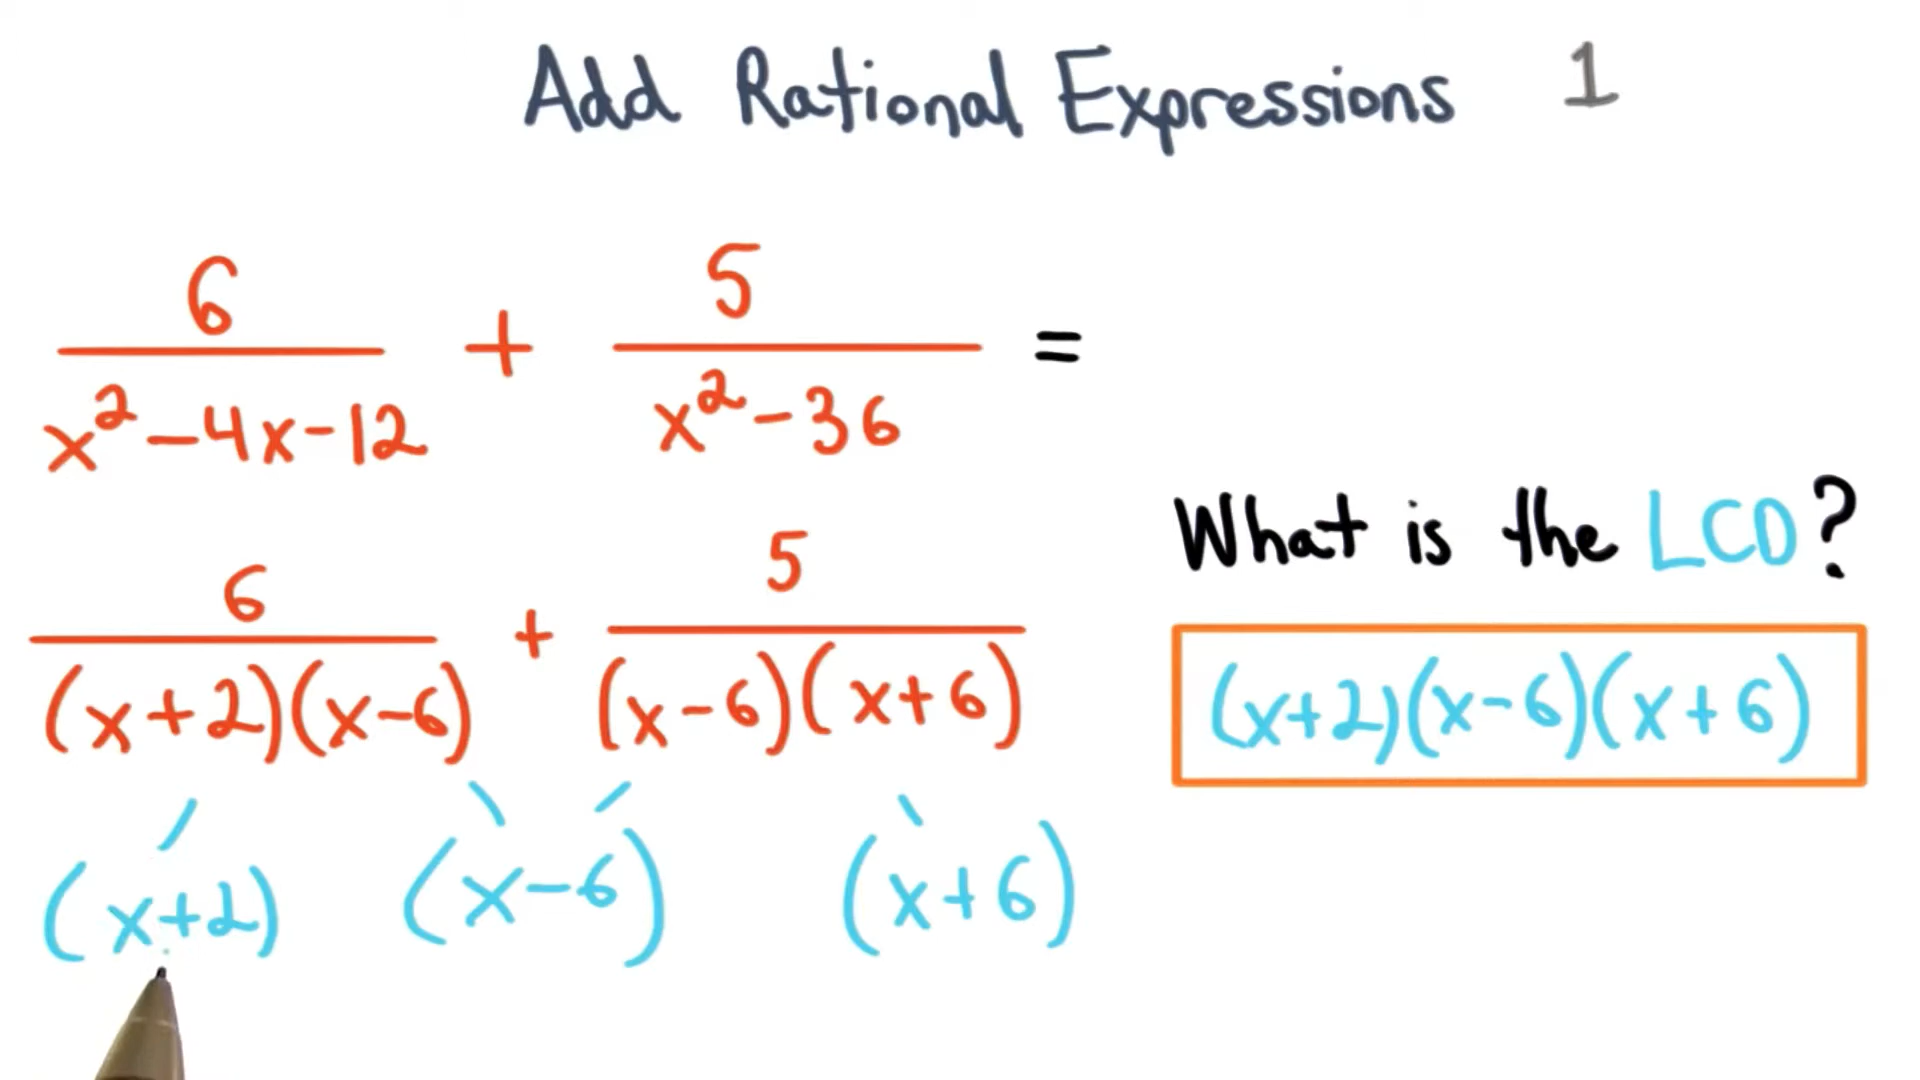 Add Rational Expressions 1
6/(x²-4x-12) + 5/(x²-36) =
What is the LCD?
6/((x+2)(x-6)) + 5/((x-6)(x+6))
(x+2)(x-6)(x+6)
(x+2) (x-6) (x+6)